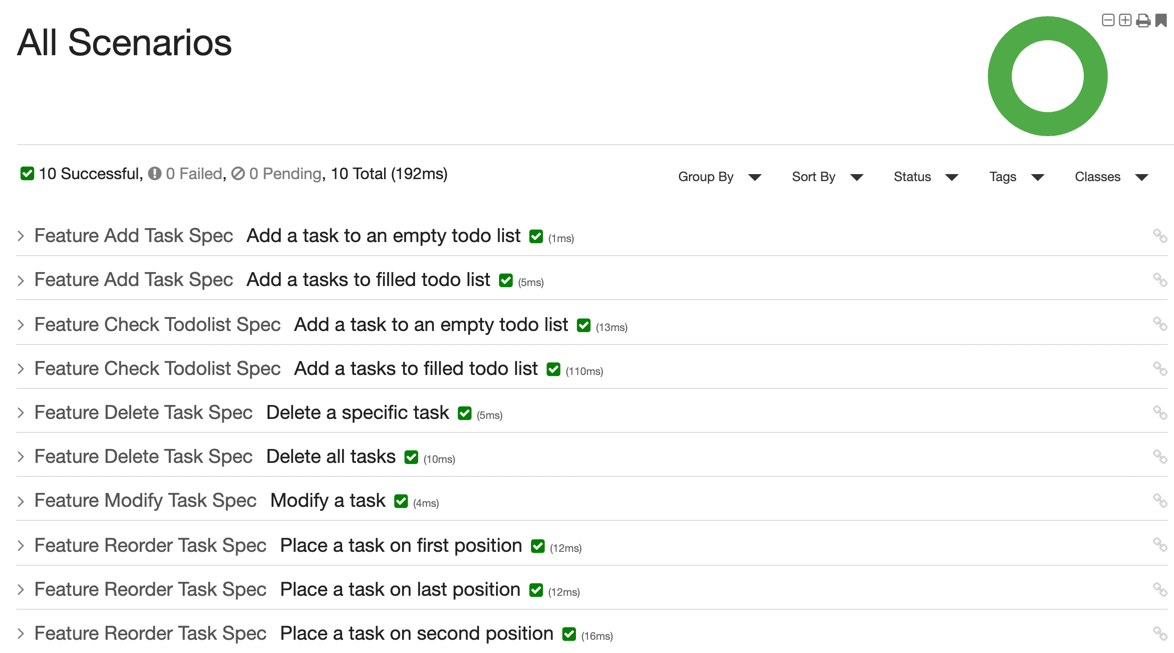 All Scenarios
10 Successful, 0 Failed, 0 Pending, 10 Total (192ms)
Group By Sort By Status Tags Classes
Feature Add Task Spec Add a task to an empty todo list (1ms)
Feature Add Task Spec Add a tasks to filled todo list (5ms)
Feature Check Todolist Spec Add a task to an empty todo list (13ms)
Feature Check Todolist Spec Add a tasks to filled todo list (110ms)
Feature Delete Task Spec Delete a specific task (5ms)
Feature Delete Task Spec Delete all tasks (10ms)
Feature Modify Task Spec Modify a task (4ms)
Feature Reorder Task Spec Place a task on first position (12ms)
Feature Reorder Task Spec Place a task on last position (12ms)
Feature Reorder Task Spec Place a task on second position (16ms)